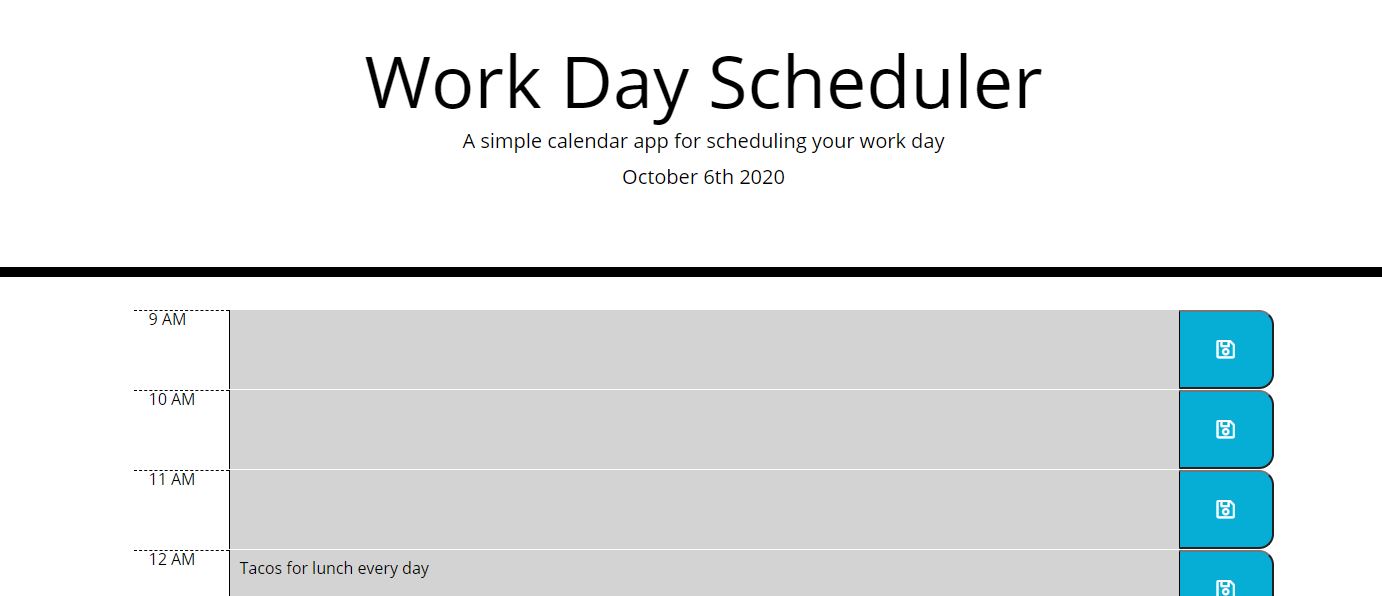 Work Day Scheduler
A simple calendar app for scheduling your work day
October 6th 2020
9 AM
10 AM
11 AM
12 AM
Tacos for lunch every day